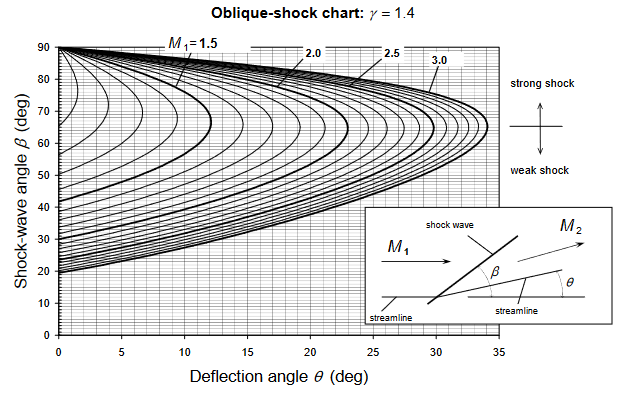 Oblique-shock chart: γ = 1.4
M1=1.5
2.0
2.5
3.0
strong shock
weak shock
Shock-wave angle β (deg)
90
80
70
60
50
40
30
20
10
0
0 5 10 15 20 25 30 35
Deflection angle θ (deg)
shock wave
M1
M2
β
θ
streamline
streamline